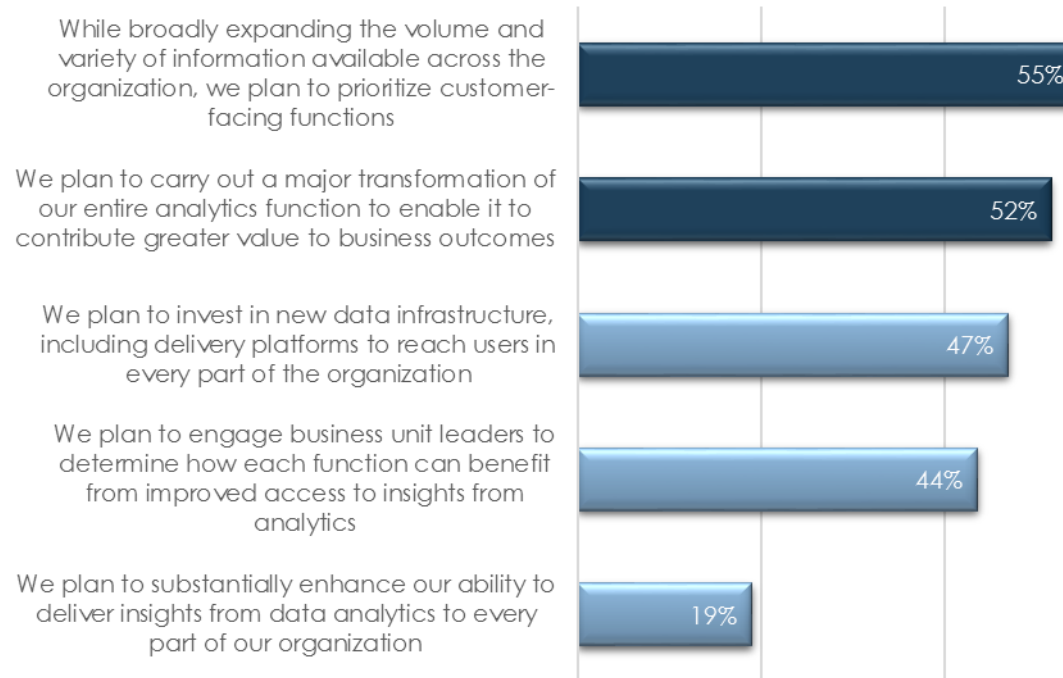 While broadly expanding the volume and
variety of information available across the
organization, we plan to prioritize customer-
facing functions
55%
We plan to carry out a major transformation of
our entire analytics function to enable it to
contribute greater value to business outcomes
52%
We plan to invest in new data infrastructure,
including delivery platforms to reach users in
every part of the organization
47%
We plan to engage business unit leaders to
determine how each function can benefit
from improved access to insights from
analytics
44%
We plan to substantially enhance our ability to
deliver insights from data analytics to every
part of our organization
19%